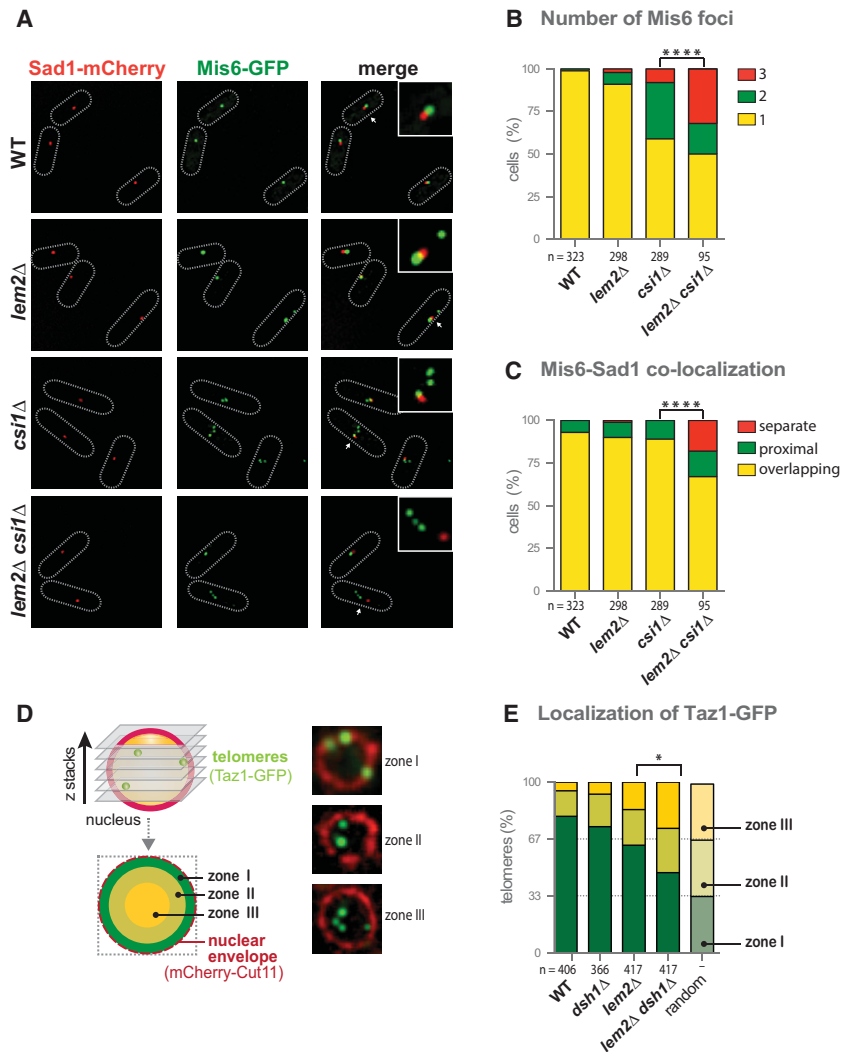 A
Sad1-mCherry Mis6-GFP merge
WT
lem2Δ
csi1Δ
lem2Δ csi1Δ
B Number of Mis6 foci
****
cells (%)
100
75
50
25
0
3
2
1
n = 323 298 289 95
WT lem2Δ csi1Δ lem2Δ csi1Δ
C Mis6-Sad1 co-localization
****
cells (%)
100
75
50
25
0
separate
proximal
overlapping
n = 323 298 289 95
WT lem2Δ csi1Δ lem2Δ csi1Δ
D
z stacks
telomeres
(Taz1-GFP)
nucleus
zone I
zone II
zone III
nuclear
envelope
(mCherry-Cut11)
zone I
zone II
zone III
E Localization of Taz1-GFP
*
telomeres (%)
100
67
33
0
zone III
zone II
zone I
n = 406 366 417 417 –
WT dsh1Δ lem2Δ lem2Δ dsh1Δ random